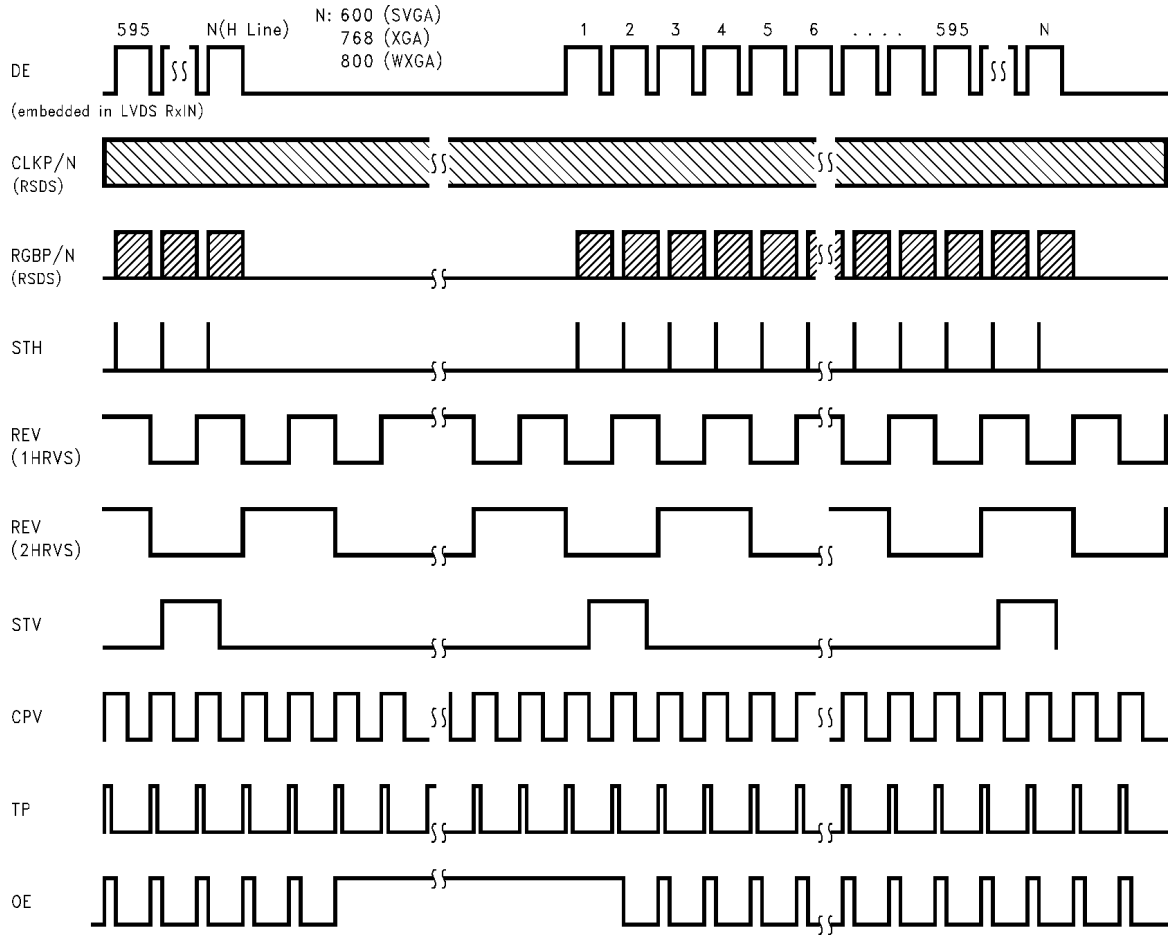 595 N(H Line) N: 600 (SVGA)
768 (XGA)
800 (WXGA)
1 2 3 4 5 6 . . . . 595 N
DE
(embedded in LVDS RxIN)
CLKP/N
(RSDS)
RGBP/N
(RSDS)
STH
REV
(1HRVS)
REV
(2HRVS)
STV
CPV
TP
OE